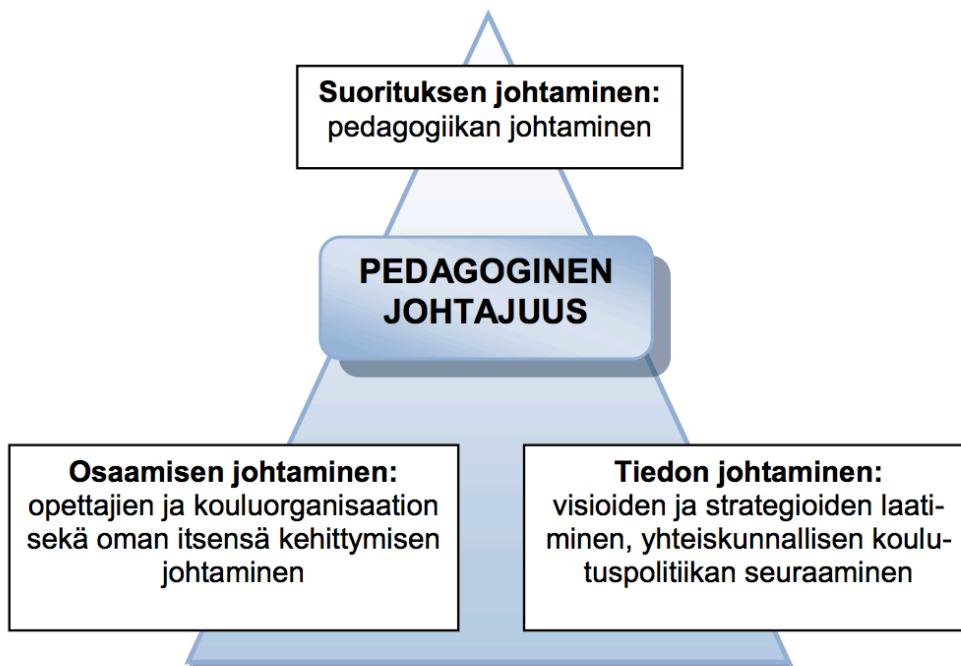 Suorituksen johtaminen:
pedagogiikan johtaminen
PEDAGOGINEN
JOHTAJUUS
Osaamisen johtaminen:
opettajien ja kouluorganisaation
sekä oman itsensä kehittymisen
johtaminen
Tiedon johtaminen:
visioiden ja strategioiden laati-
minen, yhteiskunnallisen koulu-
tuspolitiikan seuraaminen